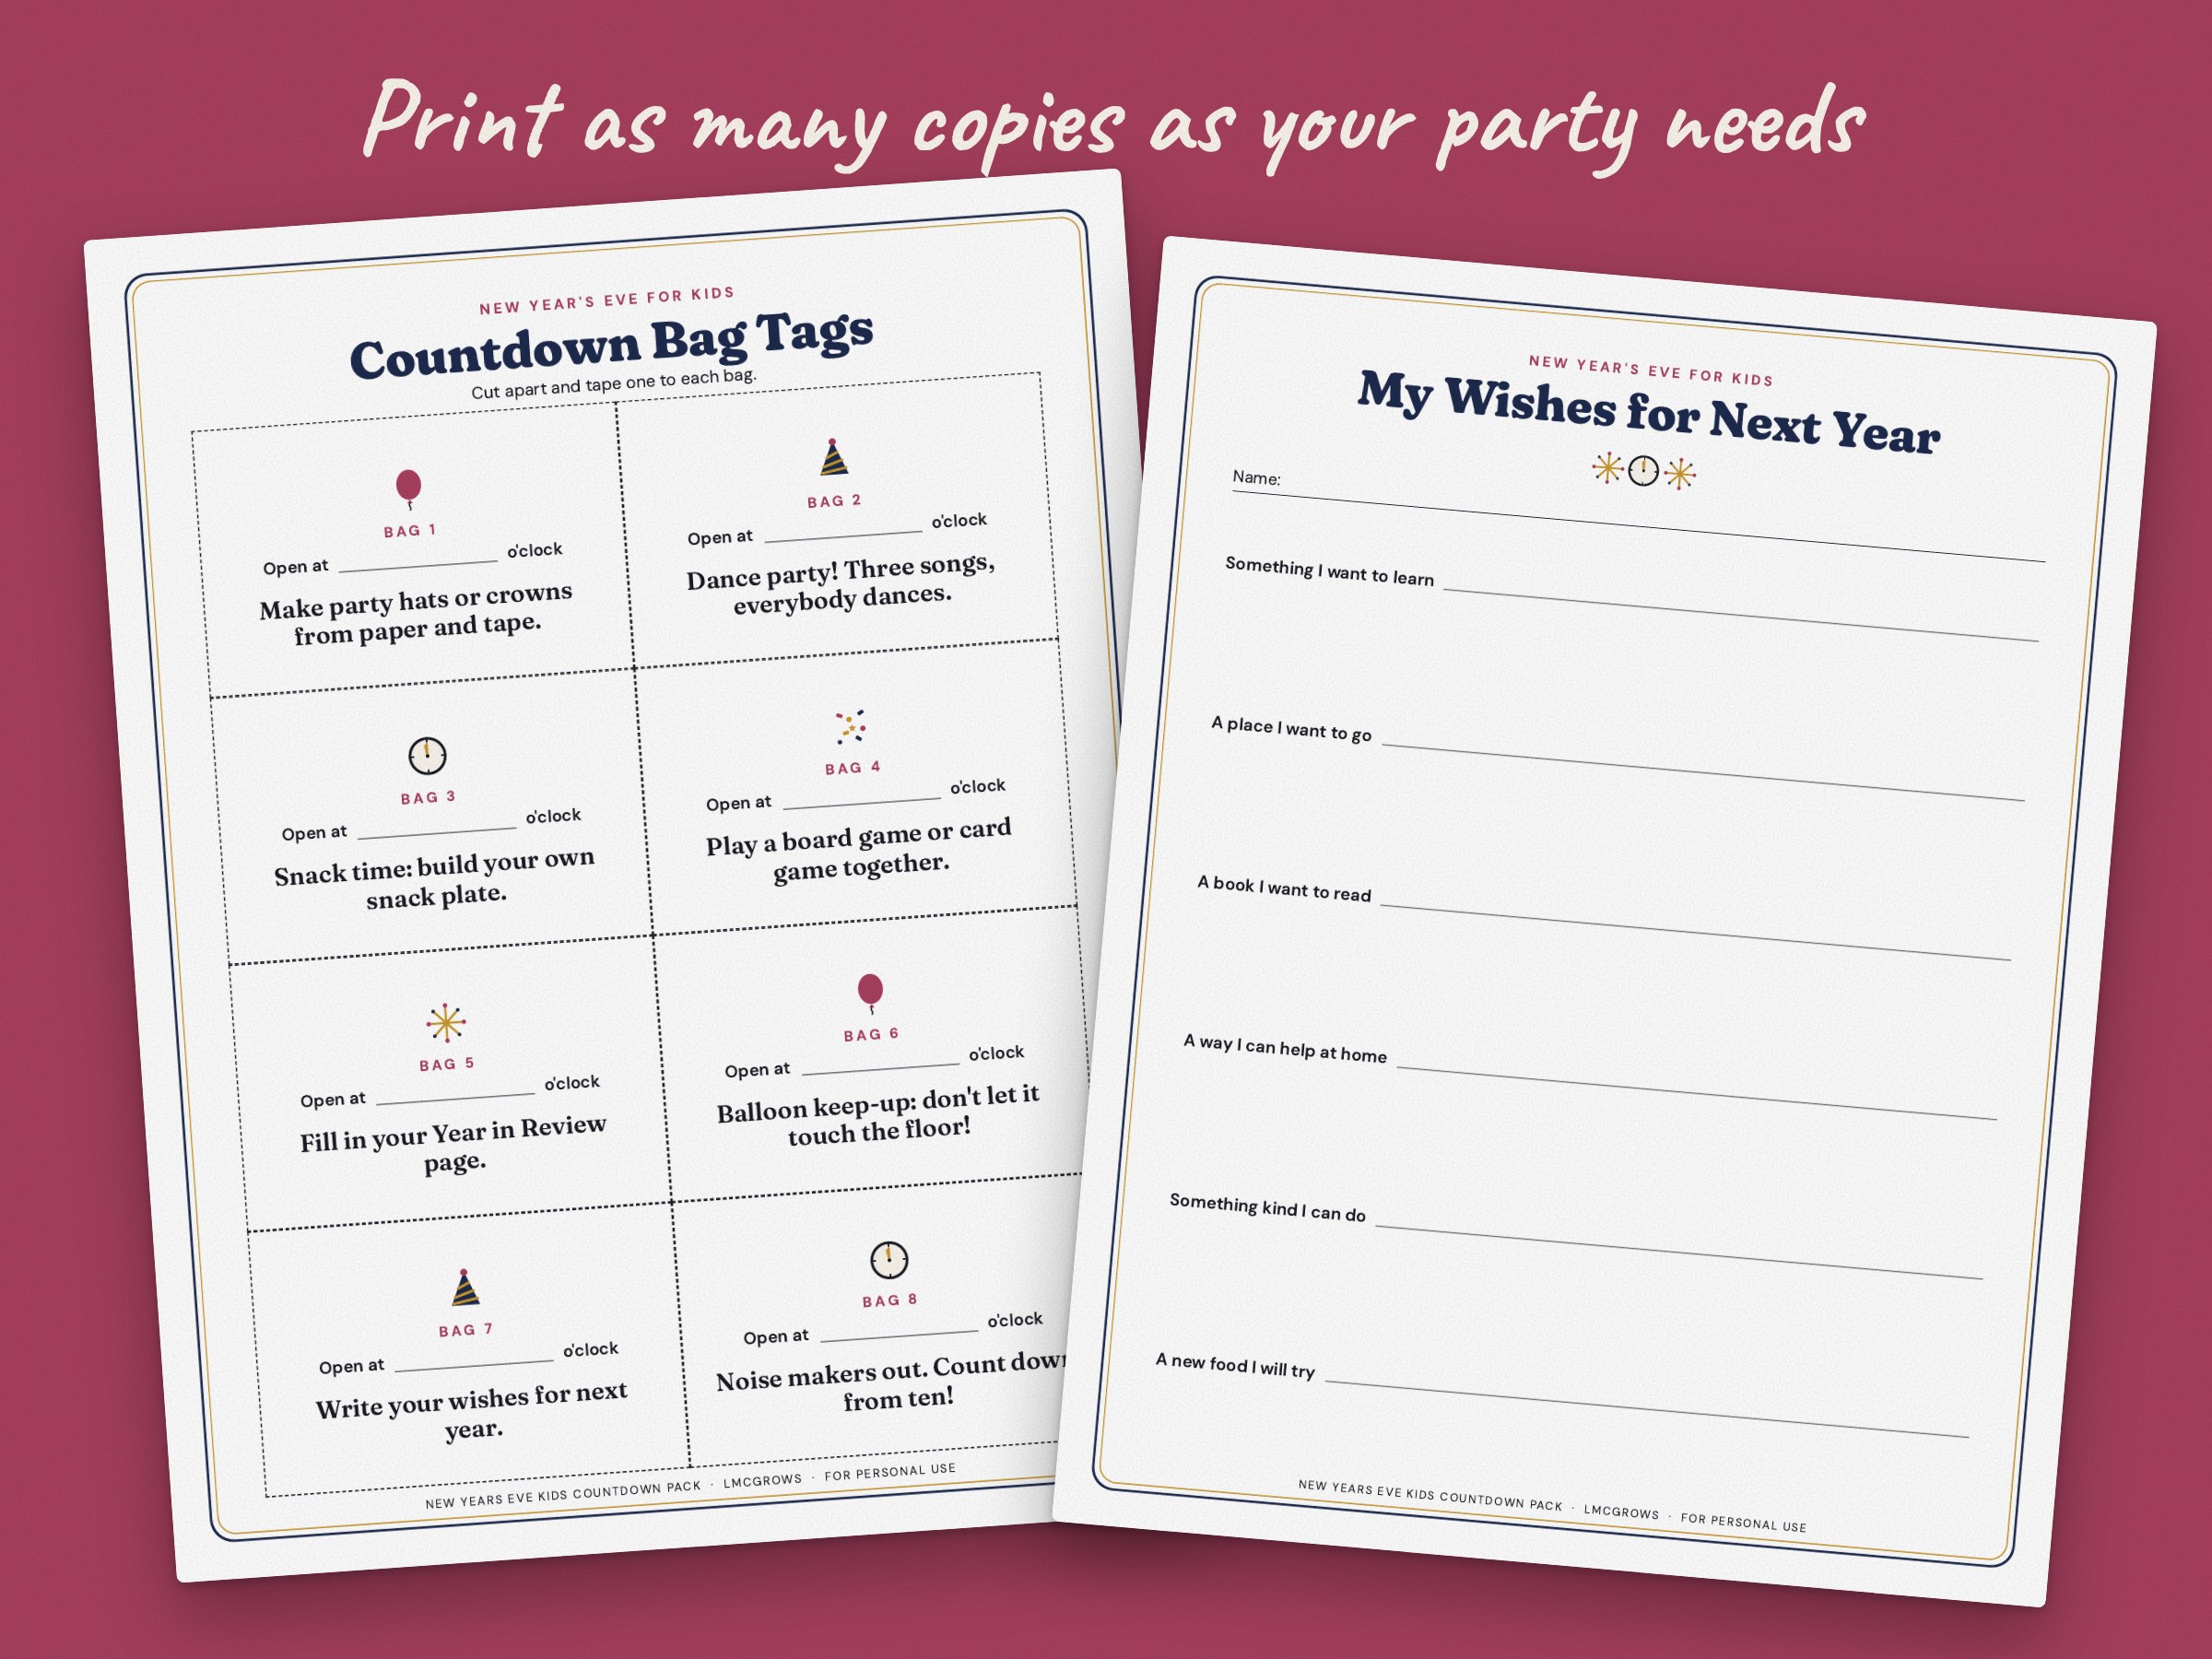 Print as many copies as your party needs
NEW YEAR'S EVE FOR KIDS
Countdown Bag Tags
Cut apart and tape one to each bag.
BAG 1
Open at ____________ o'clock
Make party hats or crowns
from paper and tape.
BAG 2
Open at ____________ o'clock
Dance party! Three songs,
everybody dances.
BAG 3
Open at ____________ o'clock
Snack time: build your own
snack plate.
BAG 4
Open at ____________ o'clock
Play a board game or card
game together.
BAG 5
Open at ____________ o'clock
Fill in your Year in Review
page.
BAG 6
Open at ____________ o'clock
Balloon keep-up: don't let it
touch the floor!
BAG 7
Open at ____________ o'clock
Write your wishes for next
year.
BAG 8
Open at ____________ o'clock
Noise makers out. Count down
from ten!
NEW YEARS EVE KIDS COUNTDOWN PACK · LMCGROWS · FOR PERSONAL USE
NEW YEAR'S EVE FOR KIDS
My Wishes for Next Year
Name:
Something I want to learn
A place I want to go
A book I want to read
A way I can help at home
Something kind I can do
A new food I will try
NEW YEARS EVE KIDS COUNTDOWN PACK · LMCGROWS · FOR PERSONAL USE